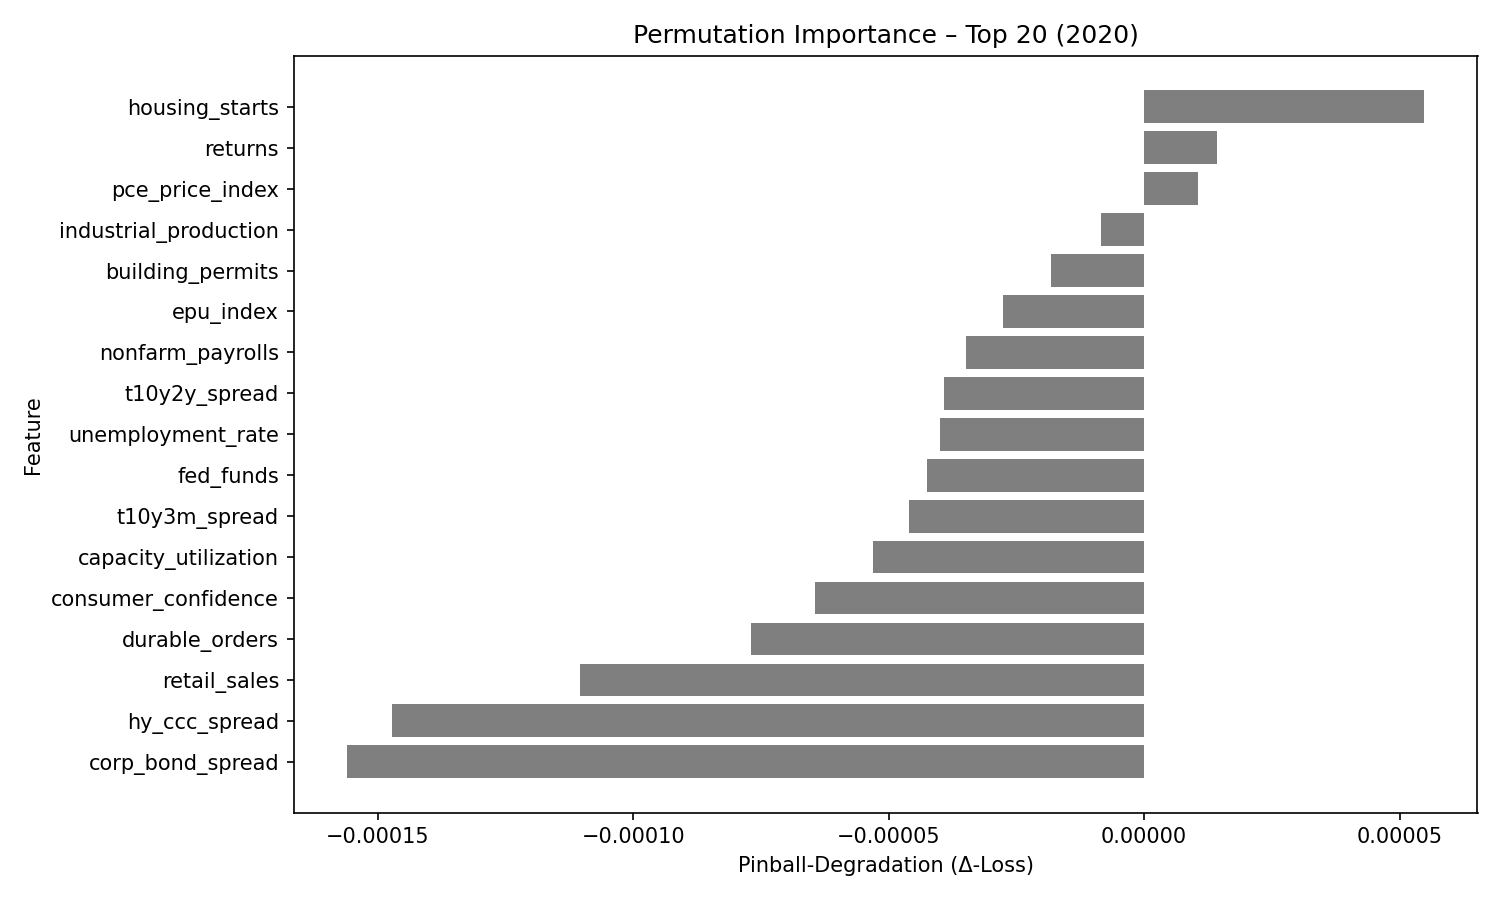 Permutation Importance – Top 20 (2020)
housing_starts
returns
pce_price_index
industrial_production
building_permits
epu_index
nonfarm_payrolls
t10y2y_spread
unemployment_rate
fed_funds
t10y3m_spread
capacity_utilization
consumer_confidence
durable_orders
retail_sales
hy_ccc_spread
corp_bond_spread
Feature
−0.00015 −0.00010 −0.00005 0.00000 0.00005
Pinball-Degradation (Δ-Loss)